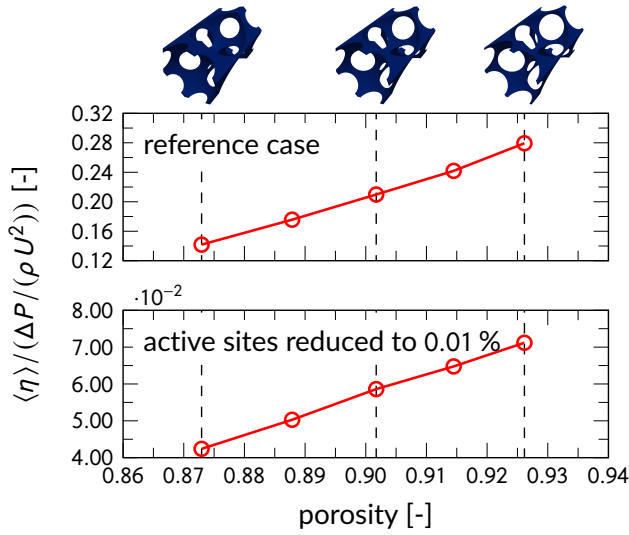 0.32
0.28
0.24
0.20
0.16
0.12
reference case
⟨η⟩/(ΔP/(ρU²)) [-]
·10⁻²
8.00
7.00
6.00
5.00
4.00
active sites reduced to 0.01 %
0.86 0.87 0.88 0.89 0.90 0.91 0.92 0.93 0.94
porosity [-]